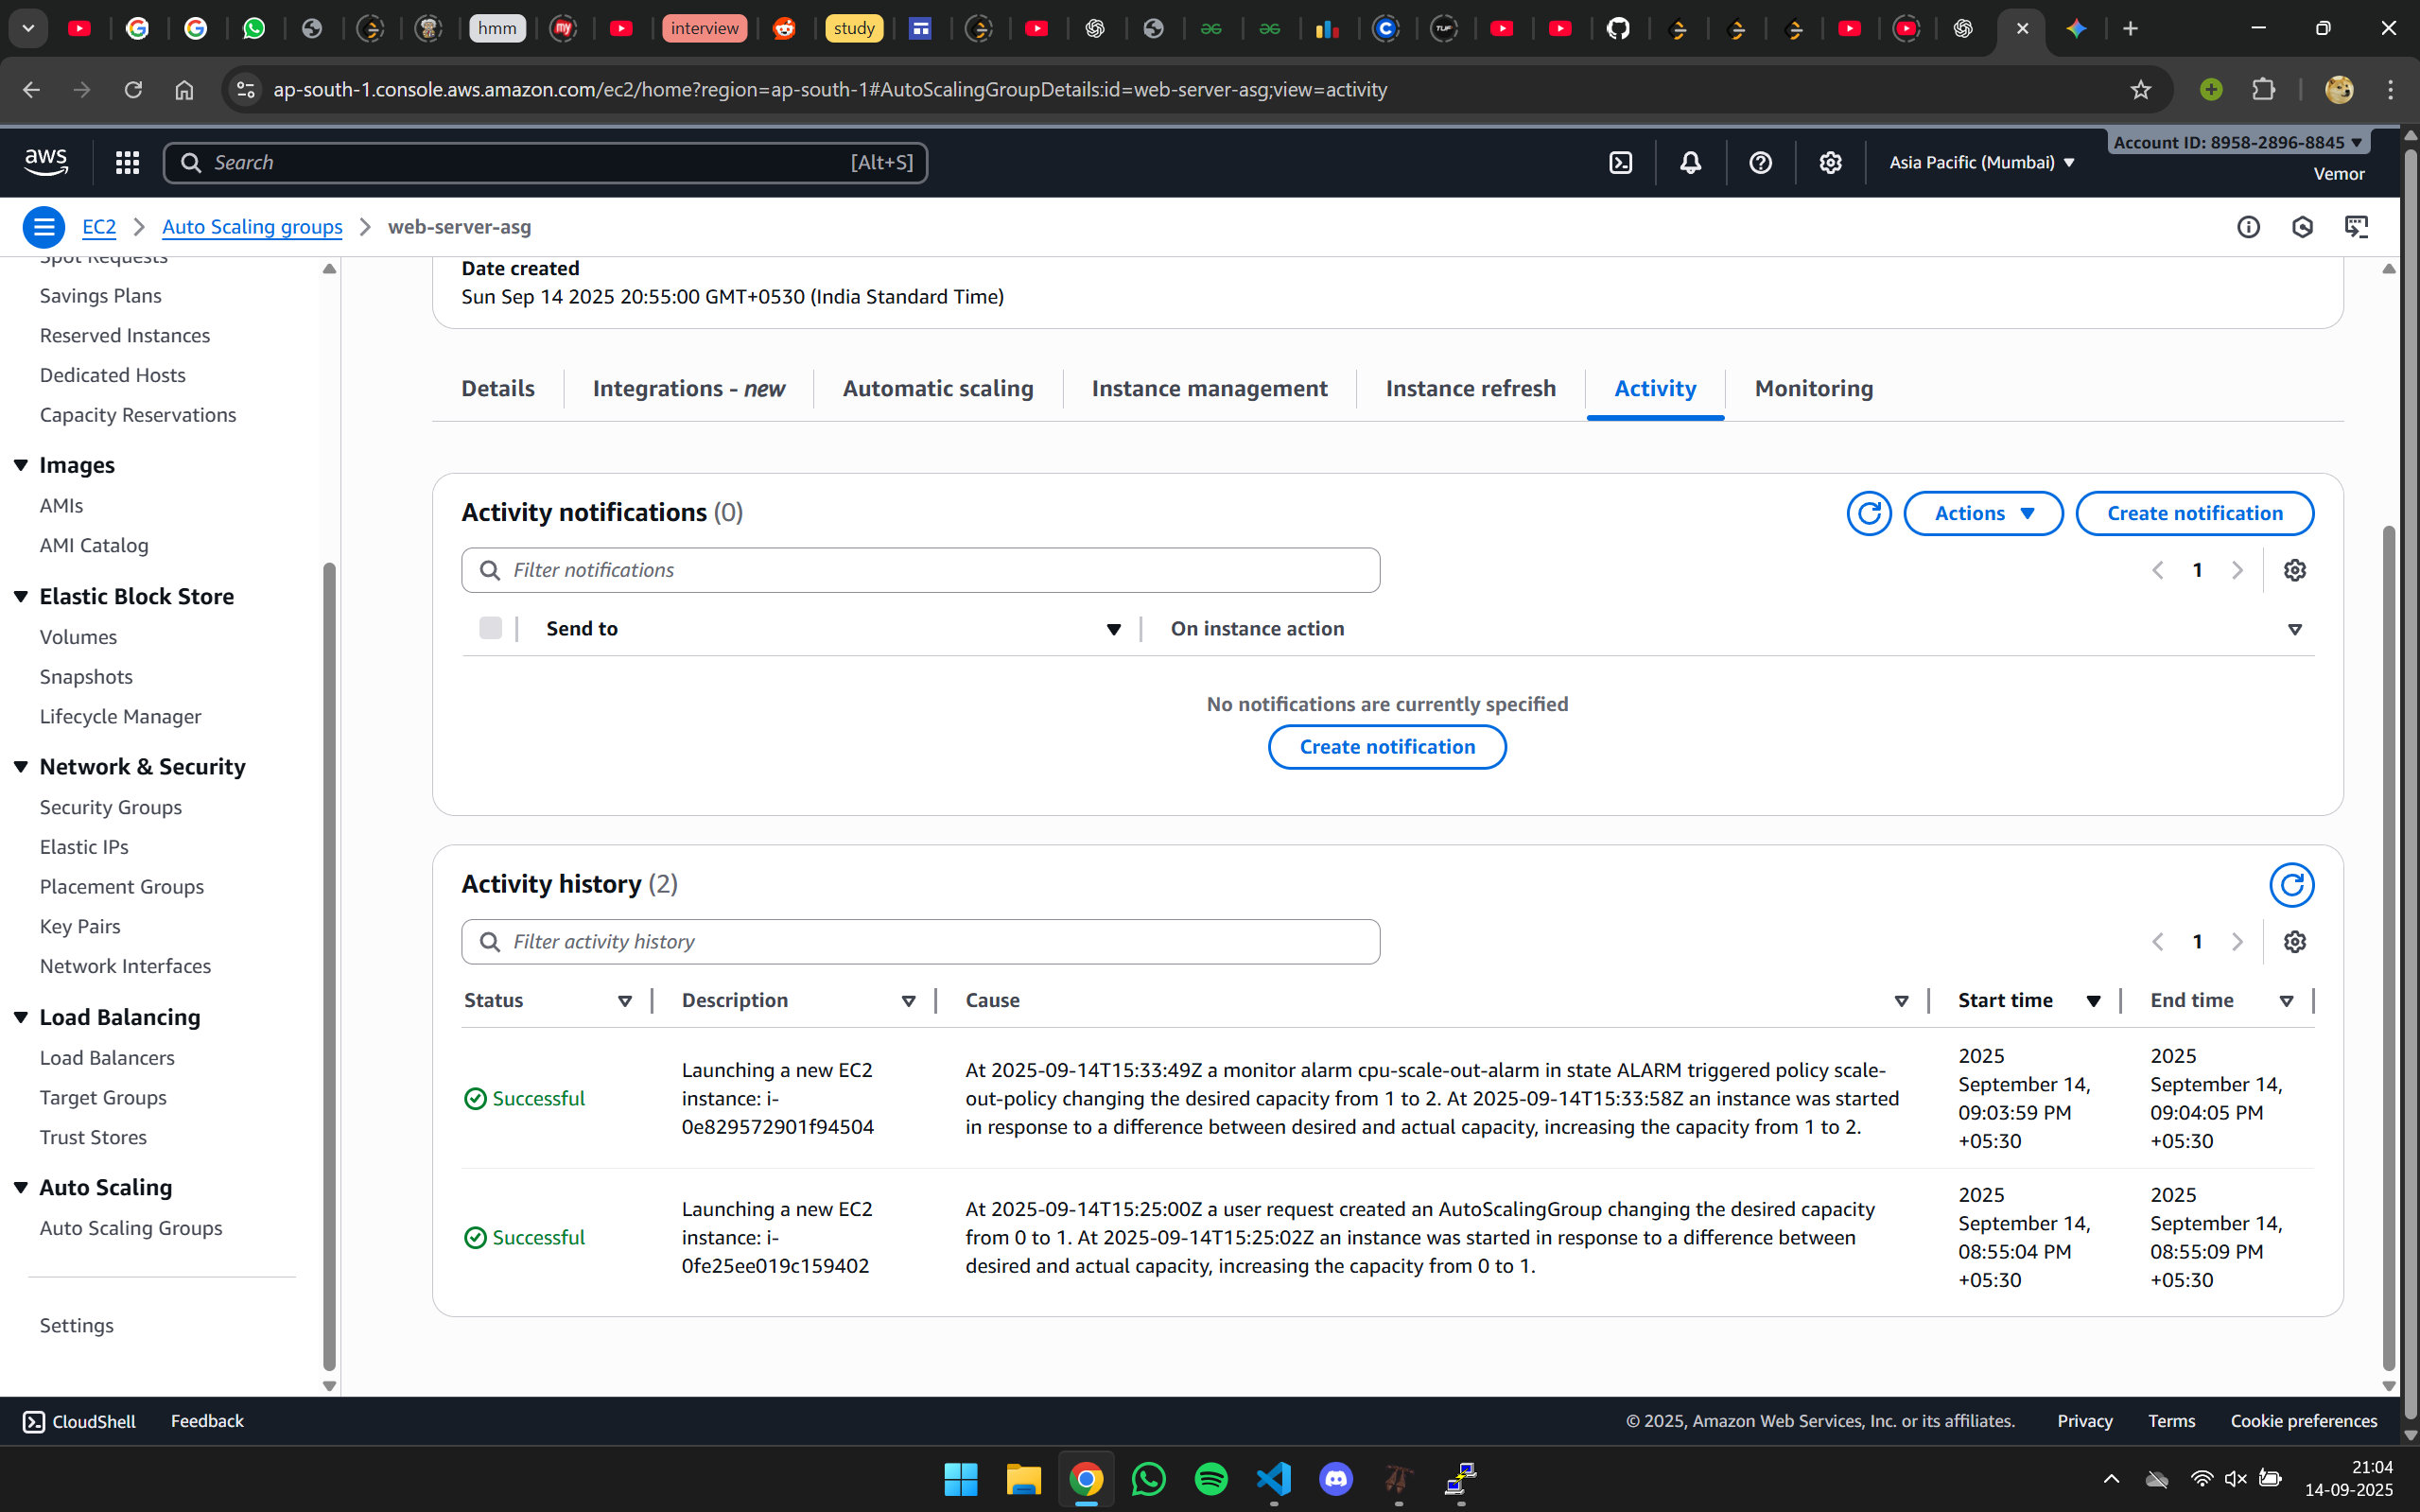 hmm
interview
study
ap-south-1.console.aws.amazon.com/ec2/home?region=ap-south-1#AutoScalingGroupDetails:id=web-server-asg;view=activity
aws
Search
[Alt+S]
Asia Pacific (Mumbai)
Account ID: 8958-2896-8845
Vemor
EC2
Auto Scaling groups
web-server-asg
Spot Requests
Savings Plans
Reserved Instances
Dedicated Hosts
Capacity Reservations
Images
AMIs
AMI Catalog
Elastic Block Store
Volumes
Snapshots
Lifecycle Manager
Network & Security
Security Groups
Elastic IPs
Placement Groups
Key Pairs
Network Interfaces
Load Balancing
Load Balancers
Target Groups
Trust Stores
Auto Scaling
Auto Scaling Groups
Settings
Date created
Sun Sep 14 2025 20:55:00 GMT+0530 (India Standard Time)
Details
Integrations - new
Automatic scaling
Instance management
Instance refresh
Activity
Monitoring
Activity notifications (0)
Actions
Create notification
Filter notifications
1
Send to
On instance action
No notifications are currently specified
Create notification
Activity history (2)
Filter activity history
1
Status
Description
Cause
Start time
End time
Successful
Launching a new EC2
instance: i-
0e829572901f94504
At 2025-09-14T15:33:49Z a monitor alarm cpu-scale-out-alarm in state ALARM triggered policy scale-
out-policy changing the desired capacity from 1 to 2. At 2025-09-14T15:33:58Z an instance was started
in response to a difference between desired and actual capacity, increasing the capacity from 1 to 2.
2025
September 14,
09:03:59 PM
+05:30
2025
September 14,
09:04:05 PM
+05:30
Successful
Launching a new EC2
instance: i-
0fe25ee019c159402
At 2025-09-14T15:25:00Z a user request created an AutoScalingGroup changing the desired capacity
from 0 to 1. At 2025-09-14T15:25:02Z an instance was started in response to a difference between
desired and actual capacity, increasing the capacity from 0 to 1.
2025
September 14,
08:55:04 PM
+05:30
2025
September 14,
08:55:09 PM
+05:30
CloudShell
Feedback
© 2025, Amazon Web Services, Inc. or its affiliates.
Privacy
Terms
Cookie preferences
21:04
14-09-2025